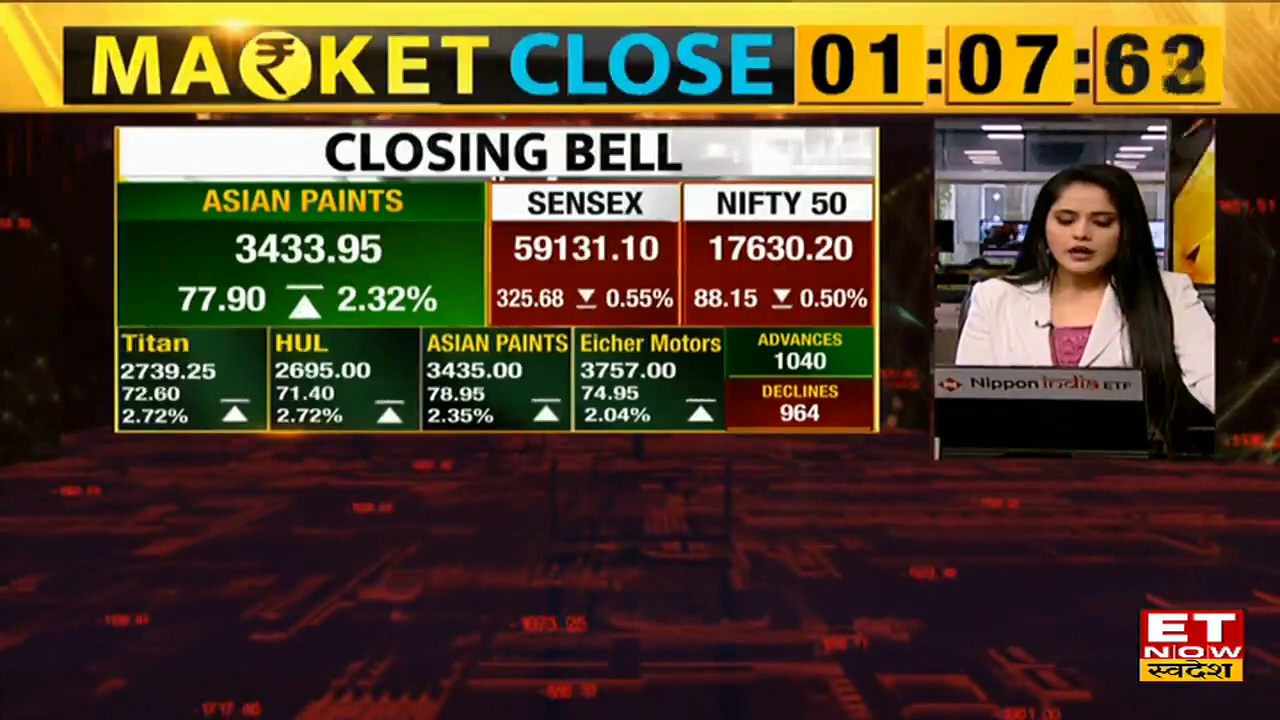 MARKET CLOSE 01:07:63
CLOSING BELL
ASIAN PAINTS
3433.95
77.90 2.32%
SENSEX
59131.10
325.68 0.55%
NIFTY 50
17630.20
88.15 0.50%
Titan
2739.25
72.60
2.72%
HUL
2695.00
71.40
2.72%
ASIAN PAINTS
3435.00
78.95
2.35%
Eicher Motors
3757.00
74.95
2.04%
ADVANCES
1040
DECLINES
964
Nippon india ETF
ET
NOW
स्वदेश